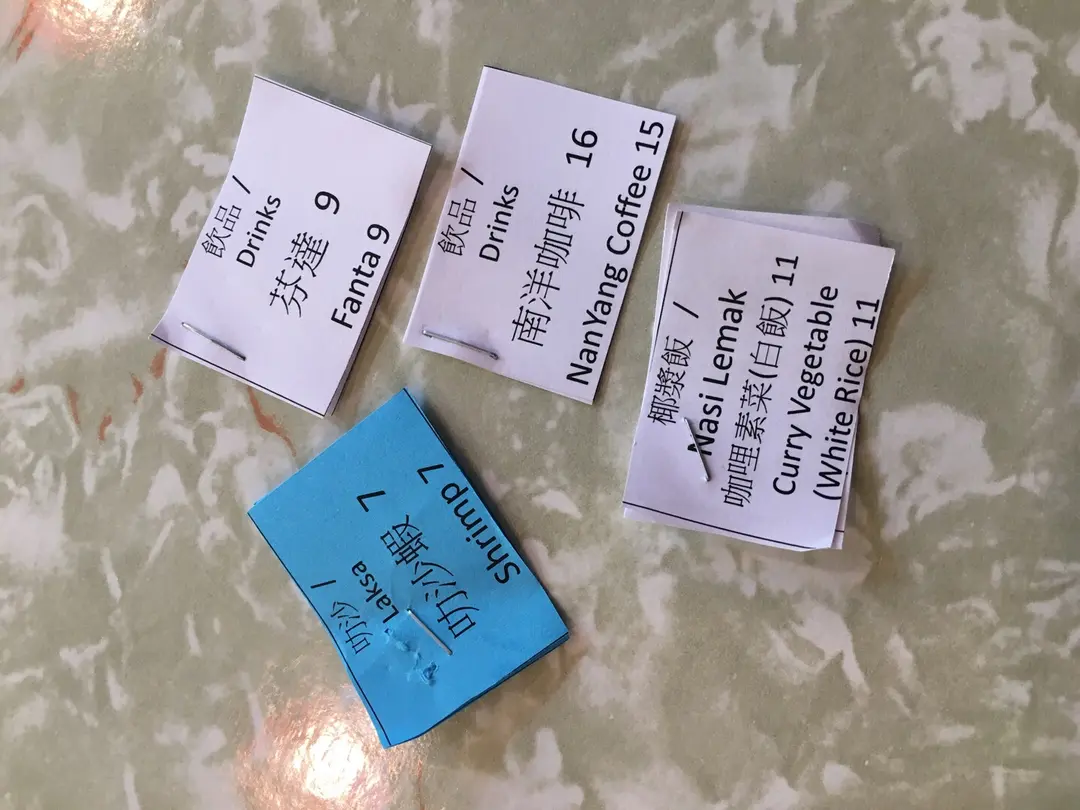 飲品 /
Drinks
芬達 9
Fanta 9
飲品 /
Drinks
南洋咖啡 16
NanYang Coffee 15
椰漿飯 /
Nasi Lemak
咖哩素菜(白飯) 11
Curry Vegetable
(White Rice) 11
叻沙 /
Laksa 7
叻沙蝦
Shriimp 7